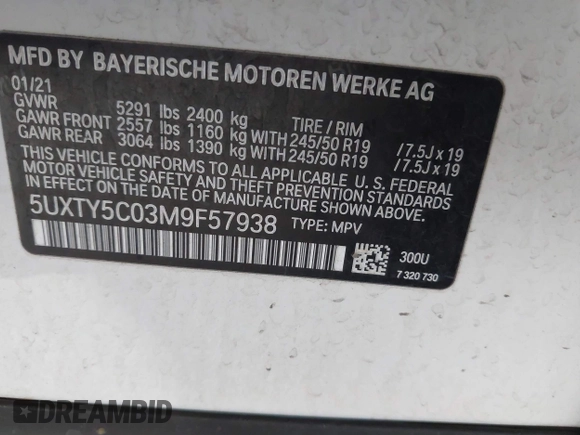 MFD BY BAYERISCHE MOTOREN WERKE AG
01/21
GVWR 5291 lbs 2400 kg TIRE / RIM
GAWR FRONT 2557 lbs 1160 kg WITH 245/50 R19 /7.5J x 19
GAWR REAR 3064 lbs 1390 kg WITH 245/50 R19 /7.5J x 19
THIS VEHICLE CONFORMS TO ALL APPLICABLE U. S. FEDERAL
MOTOR VEHICLE SAFETY AND THEFT PREVENTION STANDARDS
IN EFFECT ON THE DATE OF MANUFACTURE SHOWN ABOVE.
5UXTY5C03M9F57938 TYPE: MPV
300U
7 320 730
DREAMBID